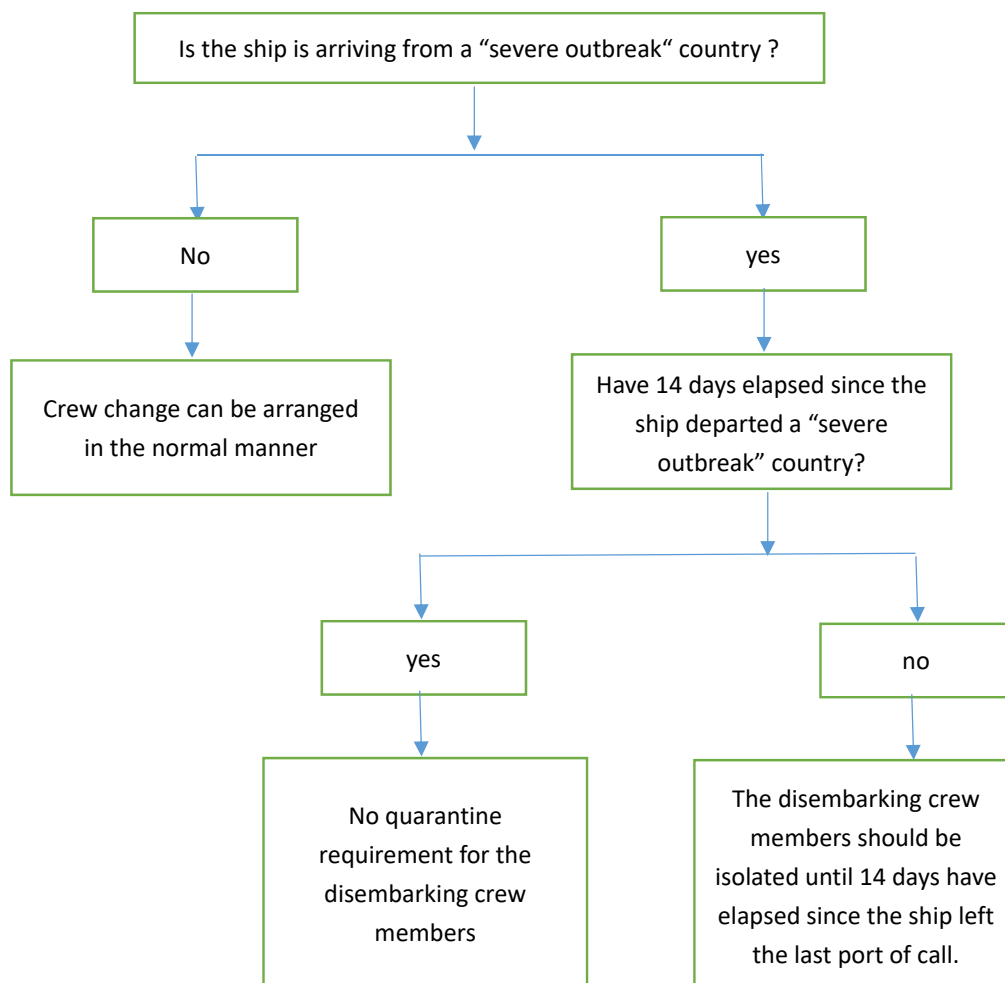 Is the ship is arriving from a “severe outbreak“ country ?
No
yes
Crew change can be arranged
in the normal manner
Have 14 days elapsed since the
ship departed a “severe
outbreak” country?
yes
no
No quarantine
requirement for the
disembarking crew
members
The disembarking crew
members should be
isolated until 14 days have
elapsed since the ship left
the last port of call.